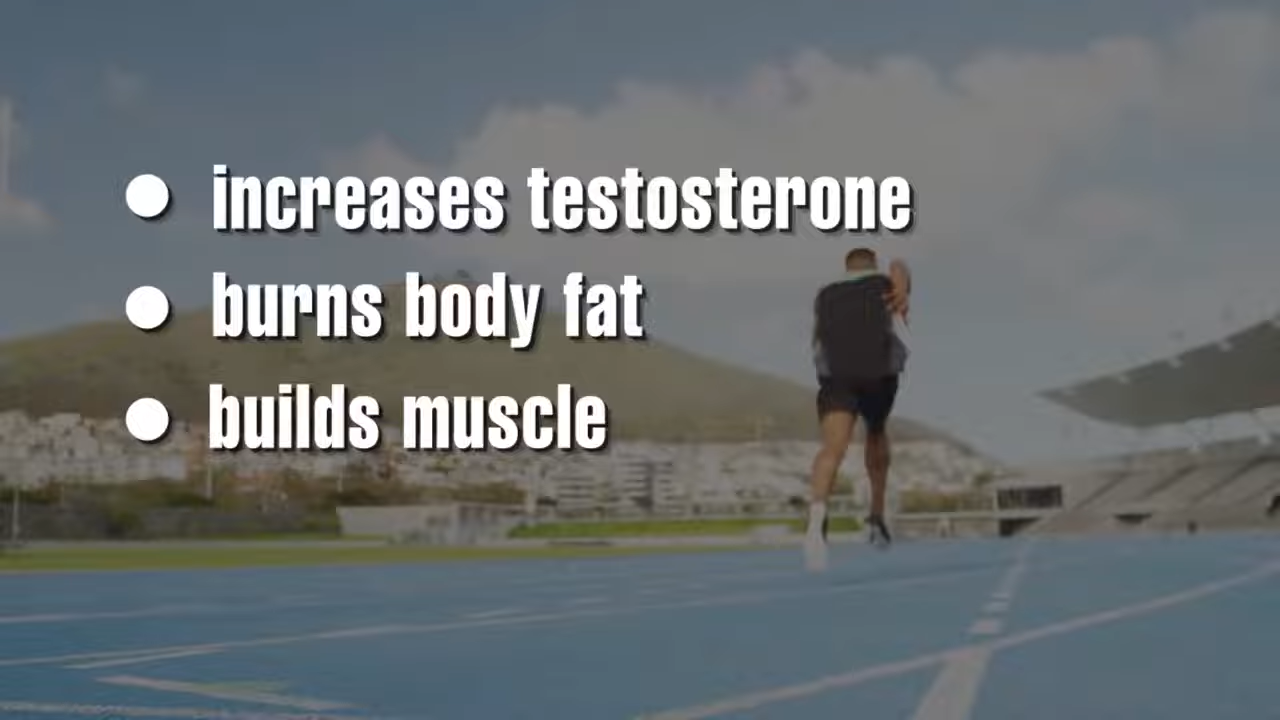 ● increases testosterone
● burns body fat
● builds muscle